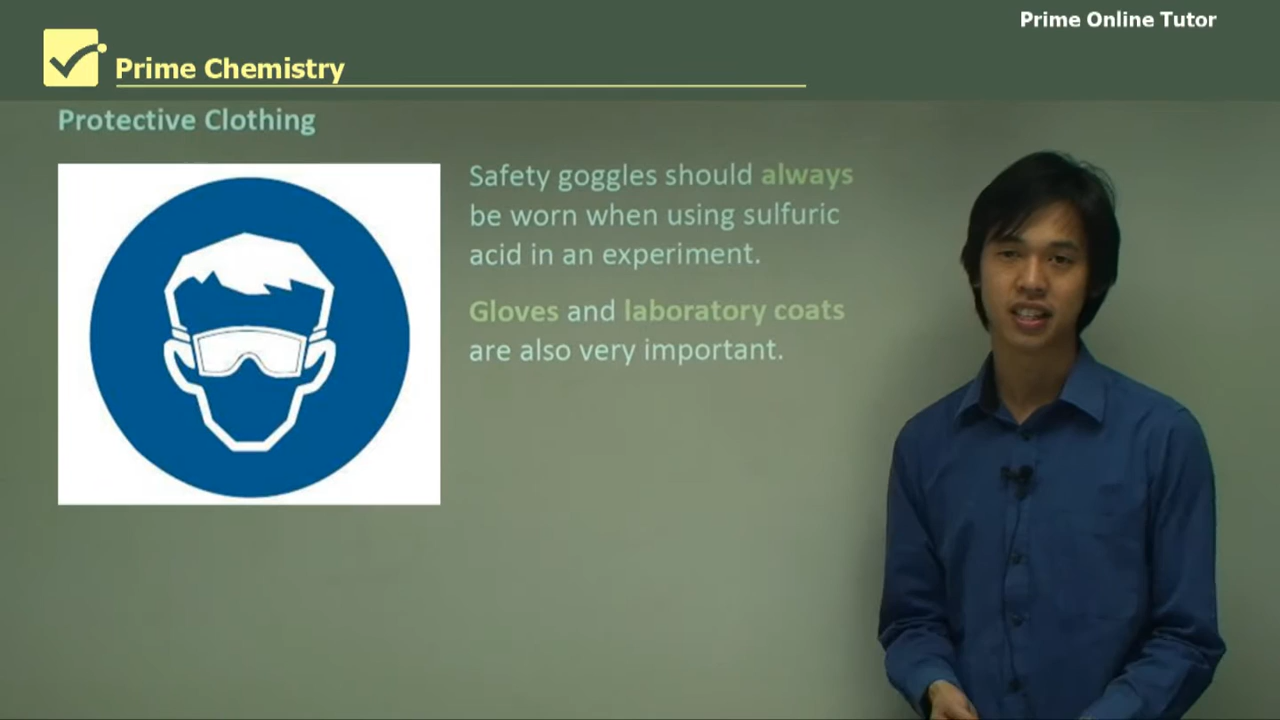 Prime Online Tutor
Prime Chemistry
Protective Clothing
Safety goggles should always
be worn when using sulfuric
acid in an experiment.
Gloves and laboratory coats
are also very important.